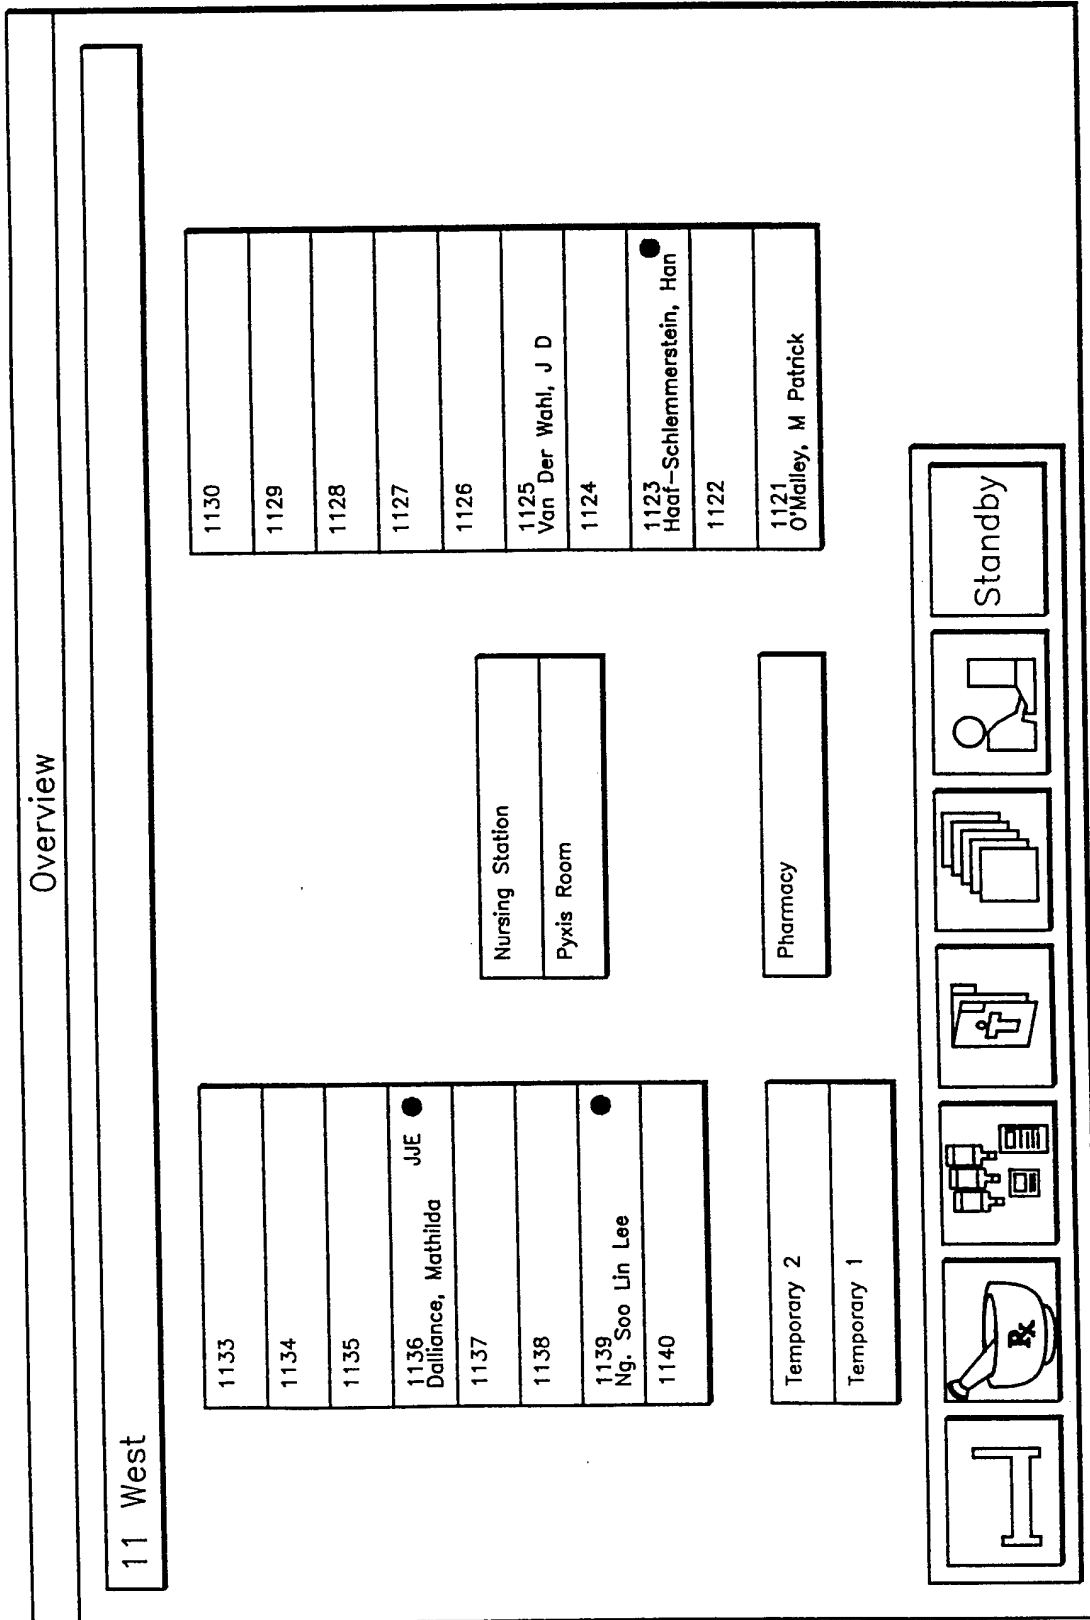 Overview
11 West
1133
1134
1135
1136
Dalliance, Mathilda JJE
1137
1138
1139
Ng. Soo Lin Lee
1140
Temporary 2
Temporary 1
Nursing Station
Pyxis Room
Pharmacy
1130
1129
1128
1127
1126
1125
Van Der Wahl, J D
1124
1123
Haaf-Schlemmerstein, Han
1122
1121
O'Malley, M Patrick
Rx
Standby